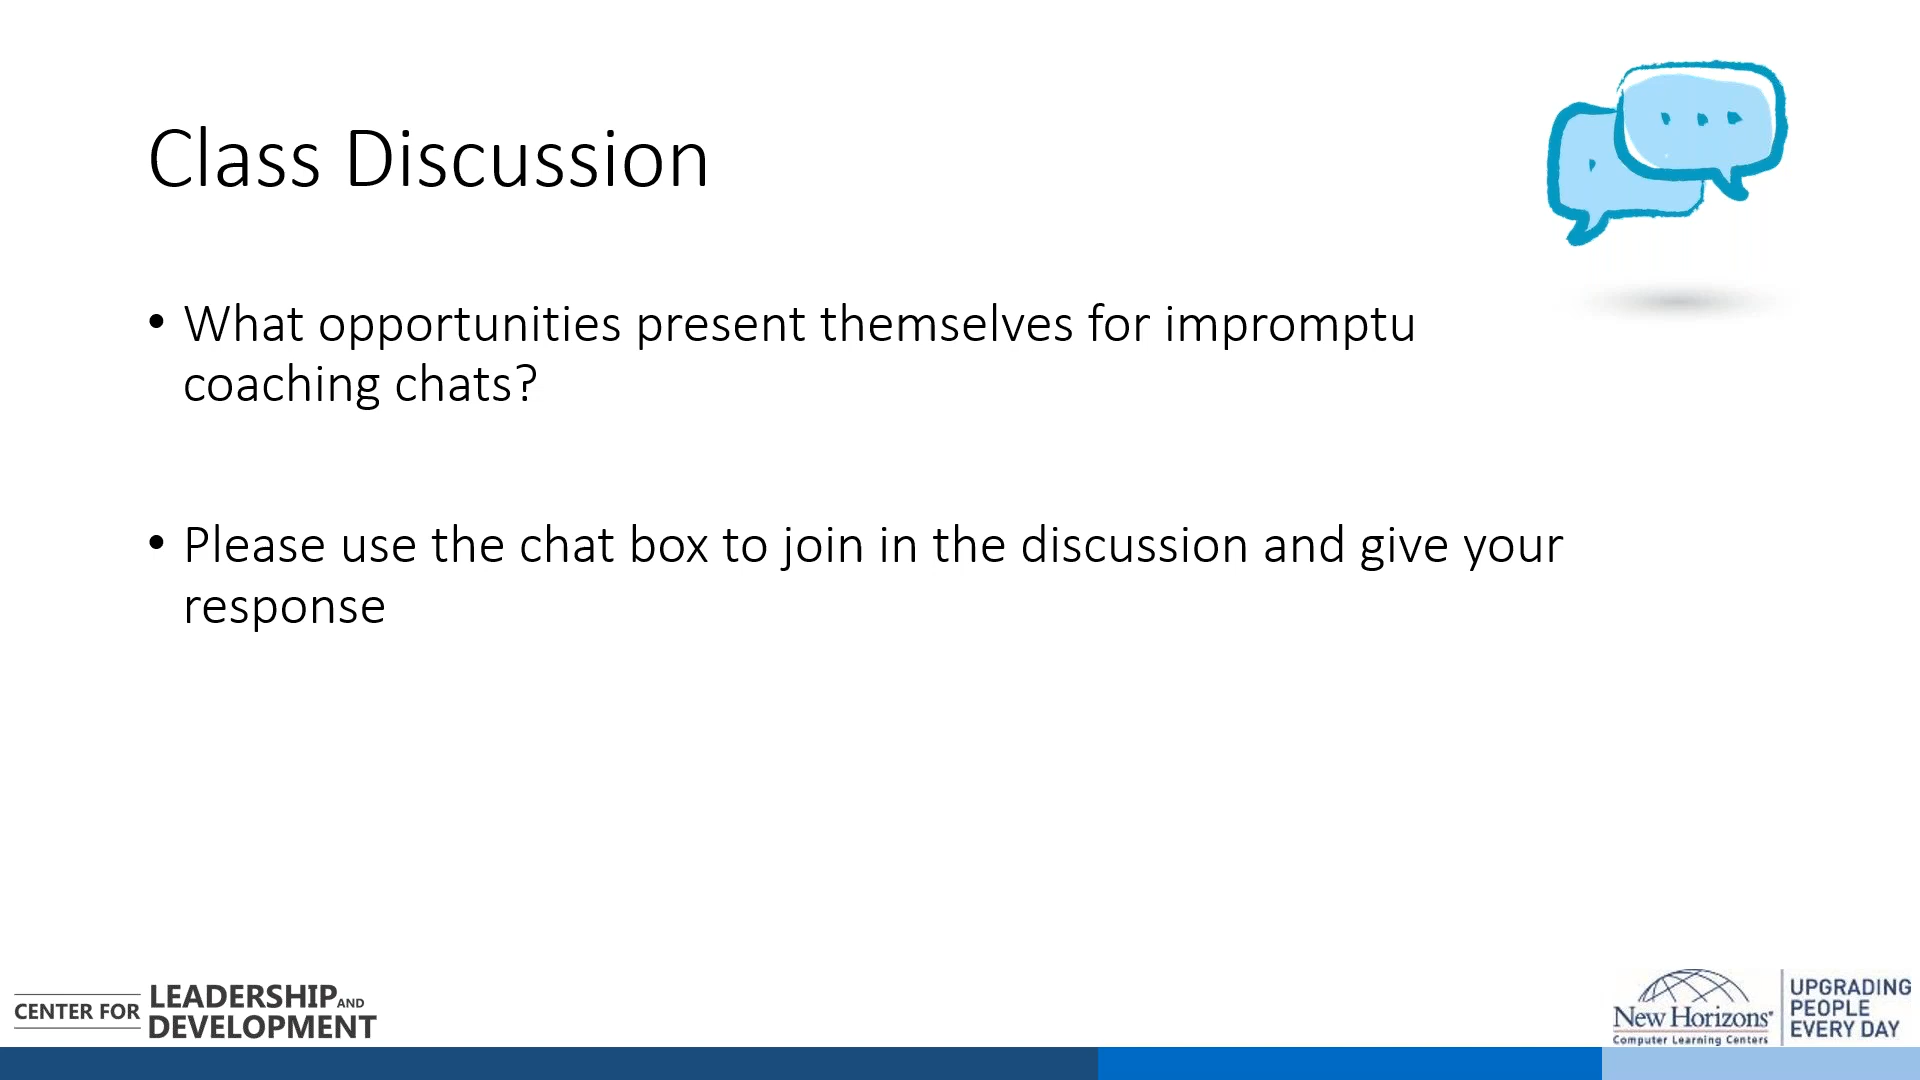 Class Discussion
• What opportunities present themselves for impromptu
coaching chats?
• Please use the chat box to join in the discussion and give your
response
CENTER FOR LEADERSHIP AND
DEVELOPMENT
New Horizons®
Computer Learning Centers
UPGRADING
PEOPLE
EVERY DAY